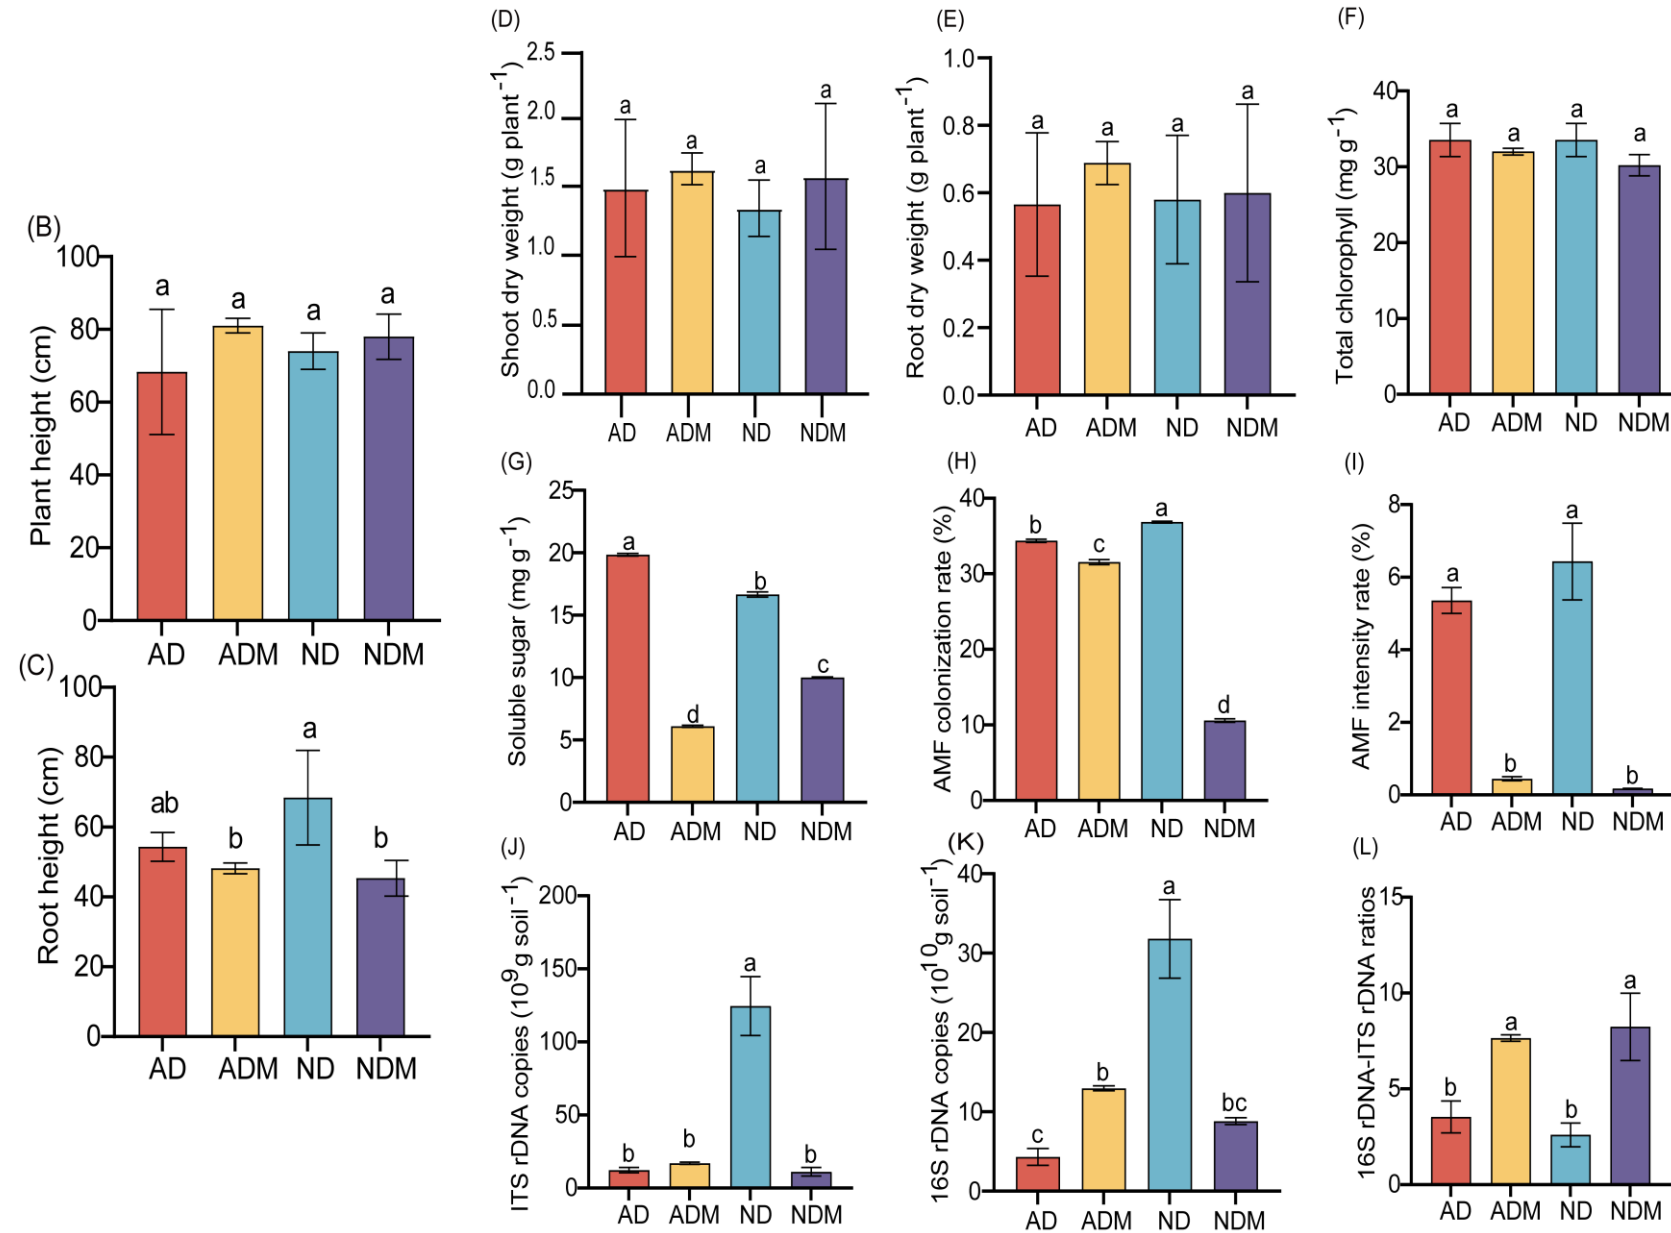 (B)
Plant height (cm)
100
80
60
40
20
0
a a a a
AD ADM ND NDM
(C)
Root height (cm)
100
80
60
40
20
0
ab b a b
AD ADM ND NDM
(D)
Shoot dry weight (g plant⁻¹)
2.5
2.0
1.5
1.0
0.5
0.0
a a a a
AD ADM ND NDM
(E)
Root dry weight (g plant⁻¹)
1.0
0.8
0.6
0.4
0.2
0.0
a a a a
AD ADM ND NDM
(F)
Total chlorophyll (mg g⁻¹)
40
30
20
10
0
a a a a
AD ADM ND NDM
(G)
Soluble sugar (mg g⁻¹)
25
20
15
10
5
0
a d b c
AD ADM ND NDM
(H)
AMF colonization rate (%)
40
30
20
10
0
b c a d
AD ADM ND NDM
(I)
AMF intensity rate (%)
8
6
4
2
0
a b a b
AD ADM ND NDM
(J)
ITS rDNA copies (10⁹g soil⁻¹)
200
150
100
50
0
b b a b
AD ADM ND NDM
(K)
16S rDNA copies (10¹⁰g soil⁻¹)
40
30
20
10
0
c b a bc
AD ADM ND NDM
(L)
16S rDNA-ITS rDNA ratios
15
10
5
0
b a b a
AD ADM ND NDM